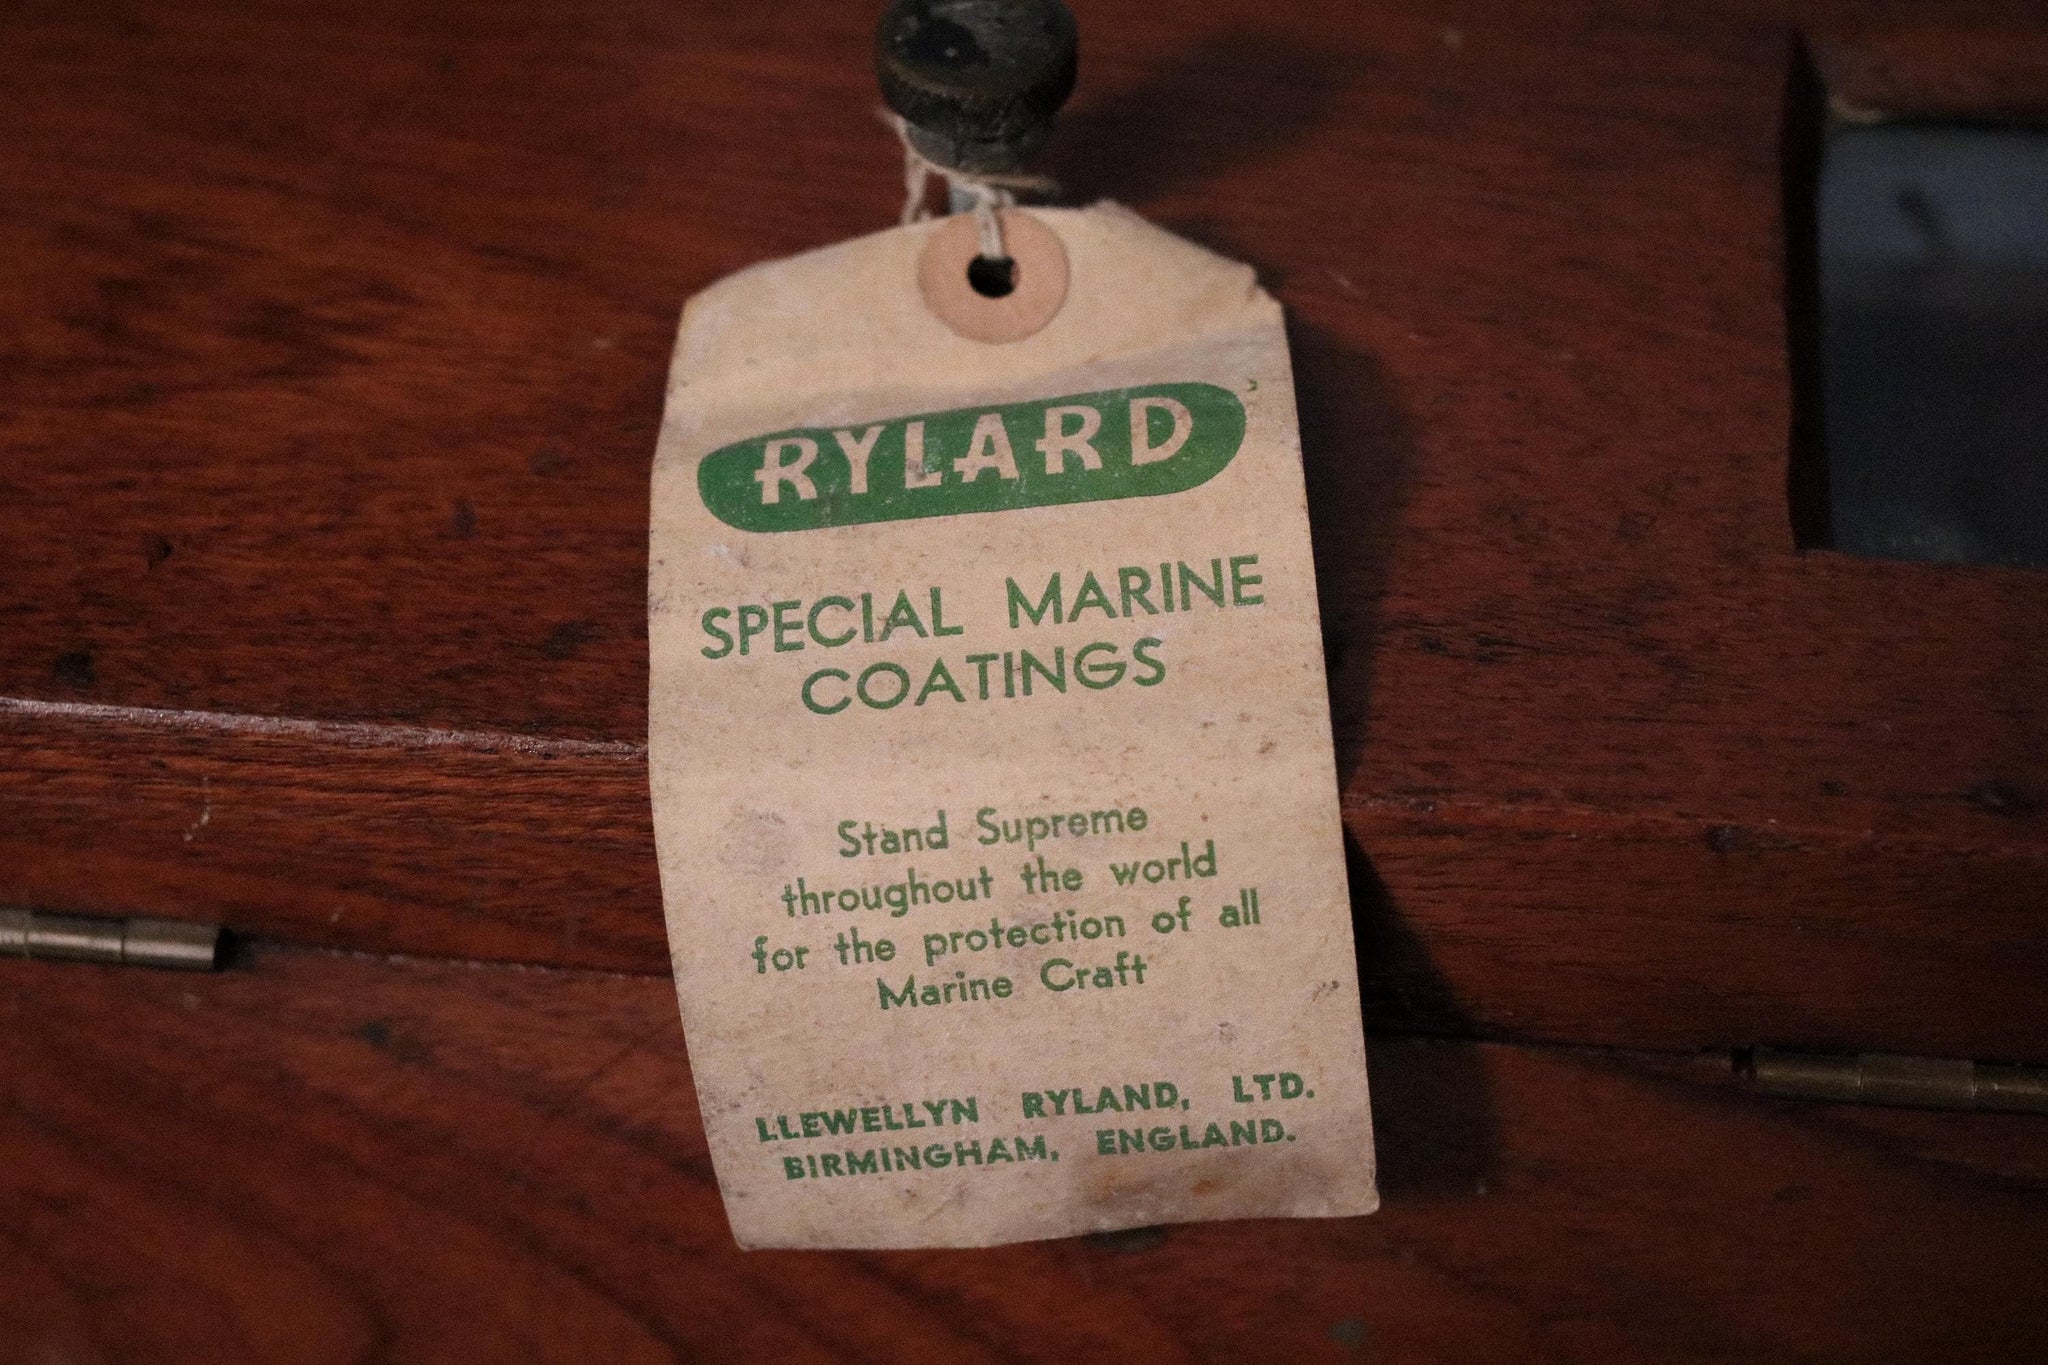 RYLARD
SPECIAL MARINE
COATINGS
Stand Supreme
throughout the world
for the protection of all
Marine Craft
LLEWELLYN RYLAND, LTD.
BIRMINGHAM, ENGLAND.